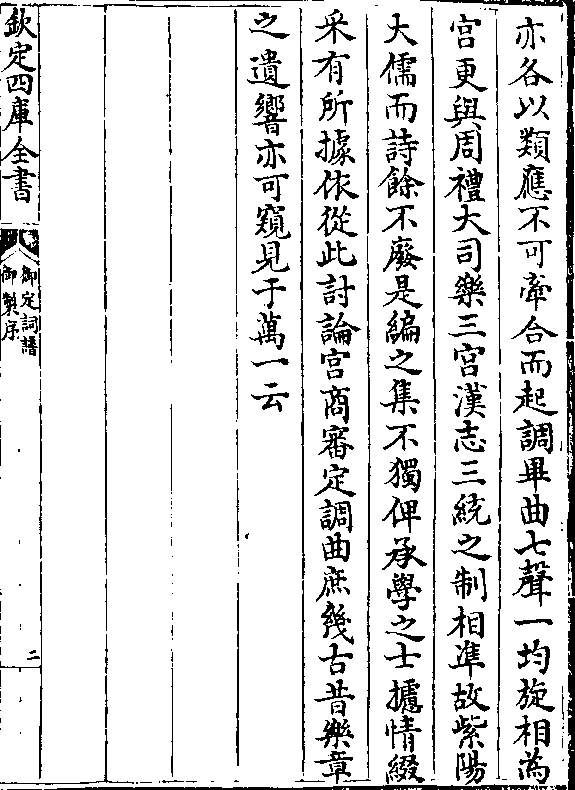 亦各以類應不可牽合而起調畢曲七聲一均旋相為
宮更與周禮大司樂三宮漢志三統之制相準故紫陽
大儒而詩餘不廢是編之集不獨俾承學之士攄情綴
采有所據依從此討論宮商審定調曲庶幾古昔樂章
之遺響亦可窺見于萬一云
欽定四庫全書
御定詞譜
御製序
二